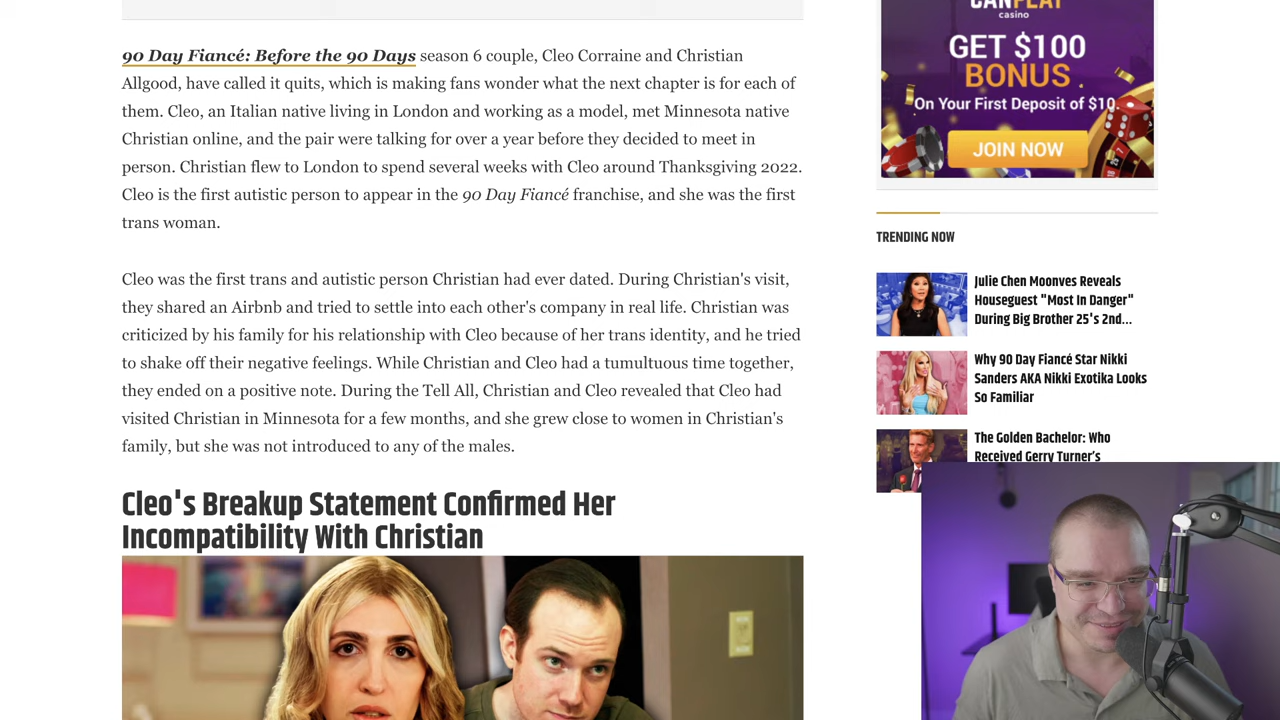 90 Day Fiancé: Before the 90 Days season 6 couple, Cleo Corraine and Christian
Allgood, have called it quits, which is making fans wonder what the next chapter is for each of
them. Cleo, an Italian native living in London and working as a model, met Minnesota native
Christian online, and the pair were talking for over a year before they decided to meet in
person. Christian flew to London to spend several weeks with Cleo around Thanksgiving 2022.
Cleo is the first autistic person to appear in the 90 Day Fiancé franchise, and she was the first
trans woman.
Cleo was the first trans and autistic person Christian had ever dated. During Christian's visit,
they shared an Airbnb and tried to settle into each other's company in real life. Christian was
criticized by his family for his relationship with Cleo because of her trans identity, and he tried
to shake off their negative feelings. While Christian and Cleo had a tumultuous time together,
they ended on a positive note. During the Tell All, Christian and Cleo revealed that Cleo had
visited Christian in Minnesota for a few months, and she grew close to women in Christian's
family, but she was not introduced to any of the males.
Cleo's Breakup Statement Confirmed Her
Incompatibility With Christian
CANPLAY
casino
GET $100
BONUS
On Your First Deposit of $10.
JOIN NOW
TRENDING NOW
Julie Chen Moonves Reveals
Houseguest "Most In Danger"
During Big Brother 25's 2nd...
Why 90 Day Fiancé Star Nikki
Sanders AKA Nikki Exotika Looks
So Familiar
The Golden Bachelor: Who
Received Gerry Turner's